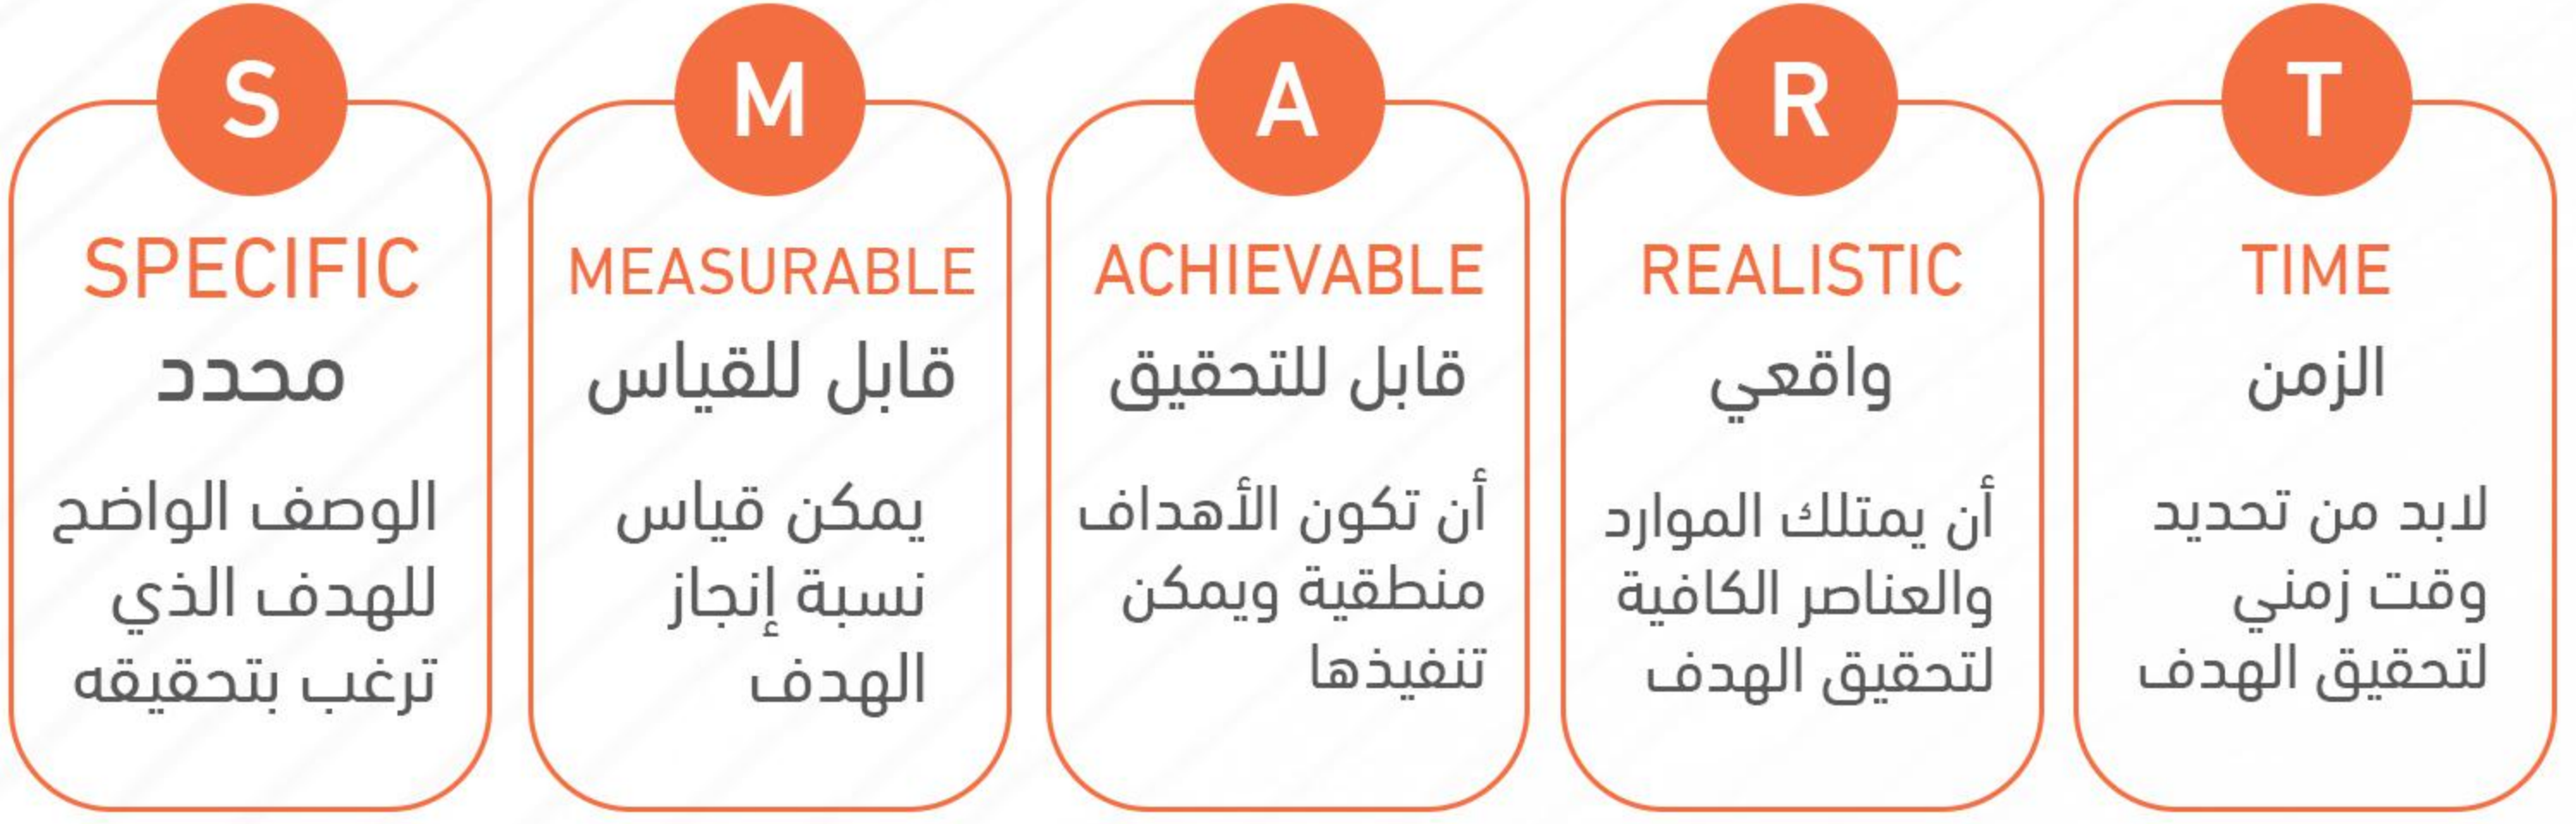 S
SPECIFIC
محدد
الوصف الواضح
للهدف الذي
ترغب بتحقيقه
M
MEASURABLE
قابل للقياس
يمكن قياس
نسبة إنجاز
الهدف
A
ACHIEVABLE
قابل للتحقيق
أن تكون الأهداف
منطقية ويمكن
تنفيذها
R
REALISTIC
واقعي
أن يمتلك الموارد
والعناصر الكافية
لتحقيق الهدف
T
TIME
الزمن
لابد من تحديد
وقت زمني
لتحقيق الهدف